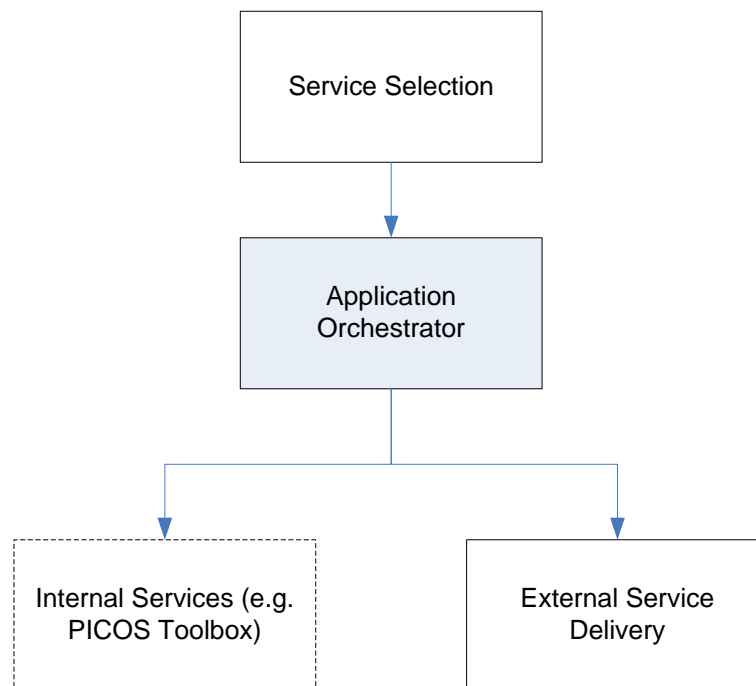 Service Selection
Application
Orchestrator
Internal Services (e.g.
PICOS Toolbox)
External Service
Delivery